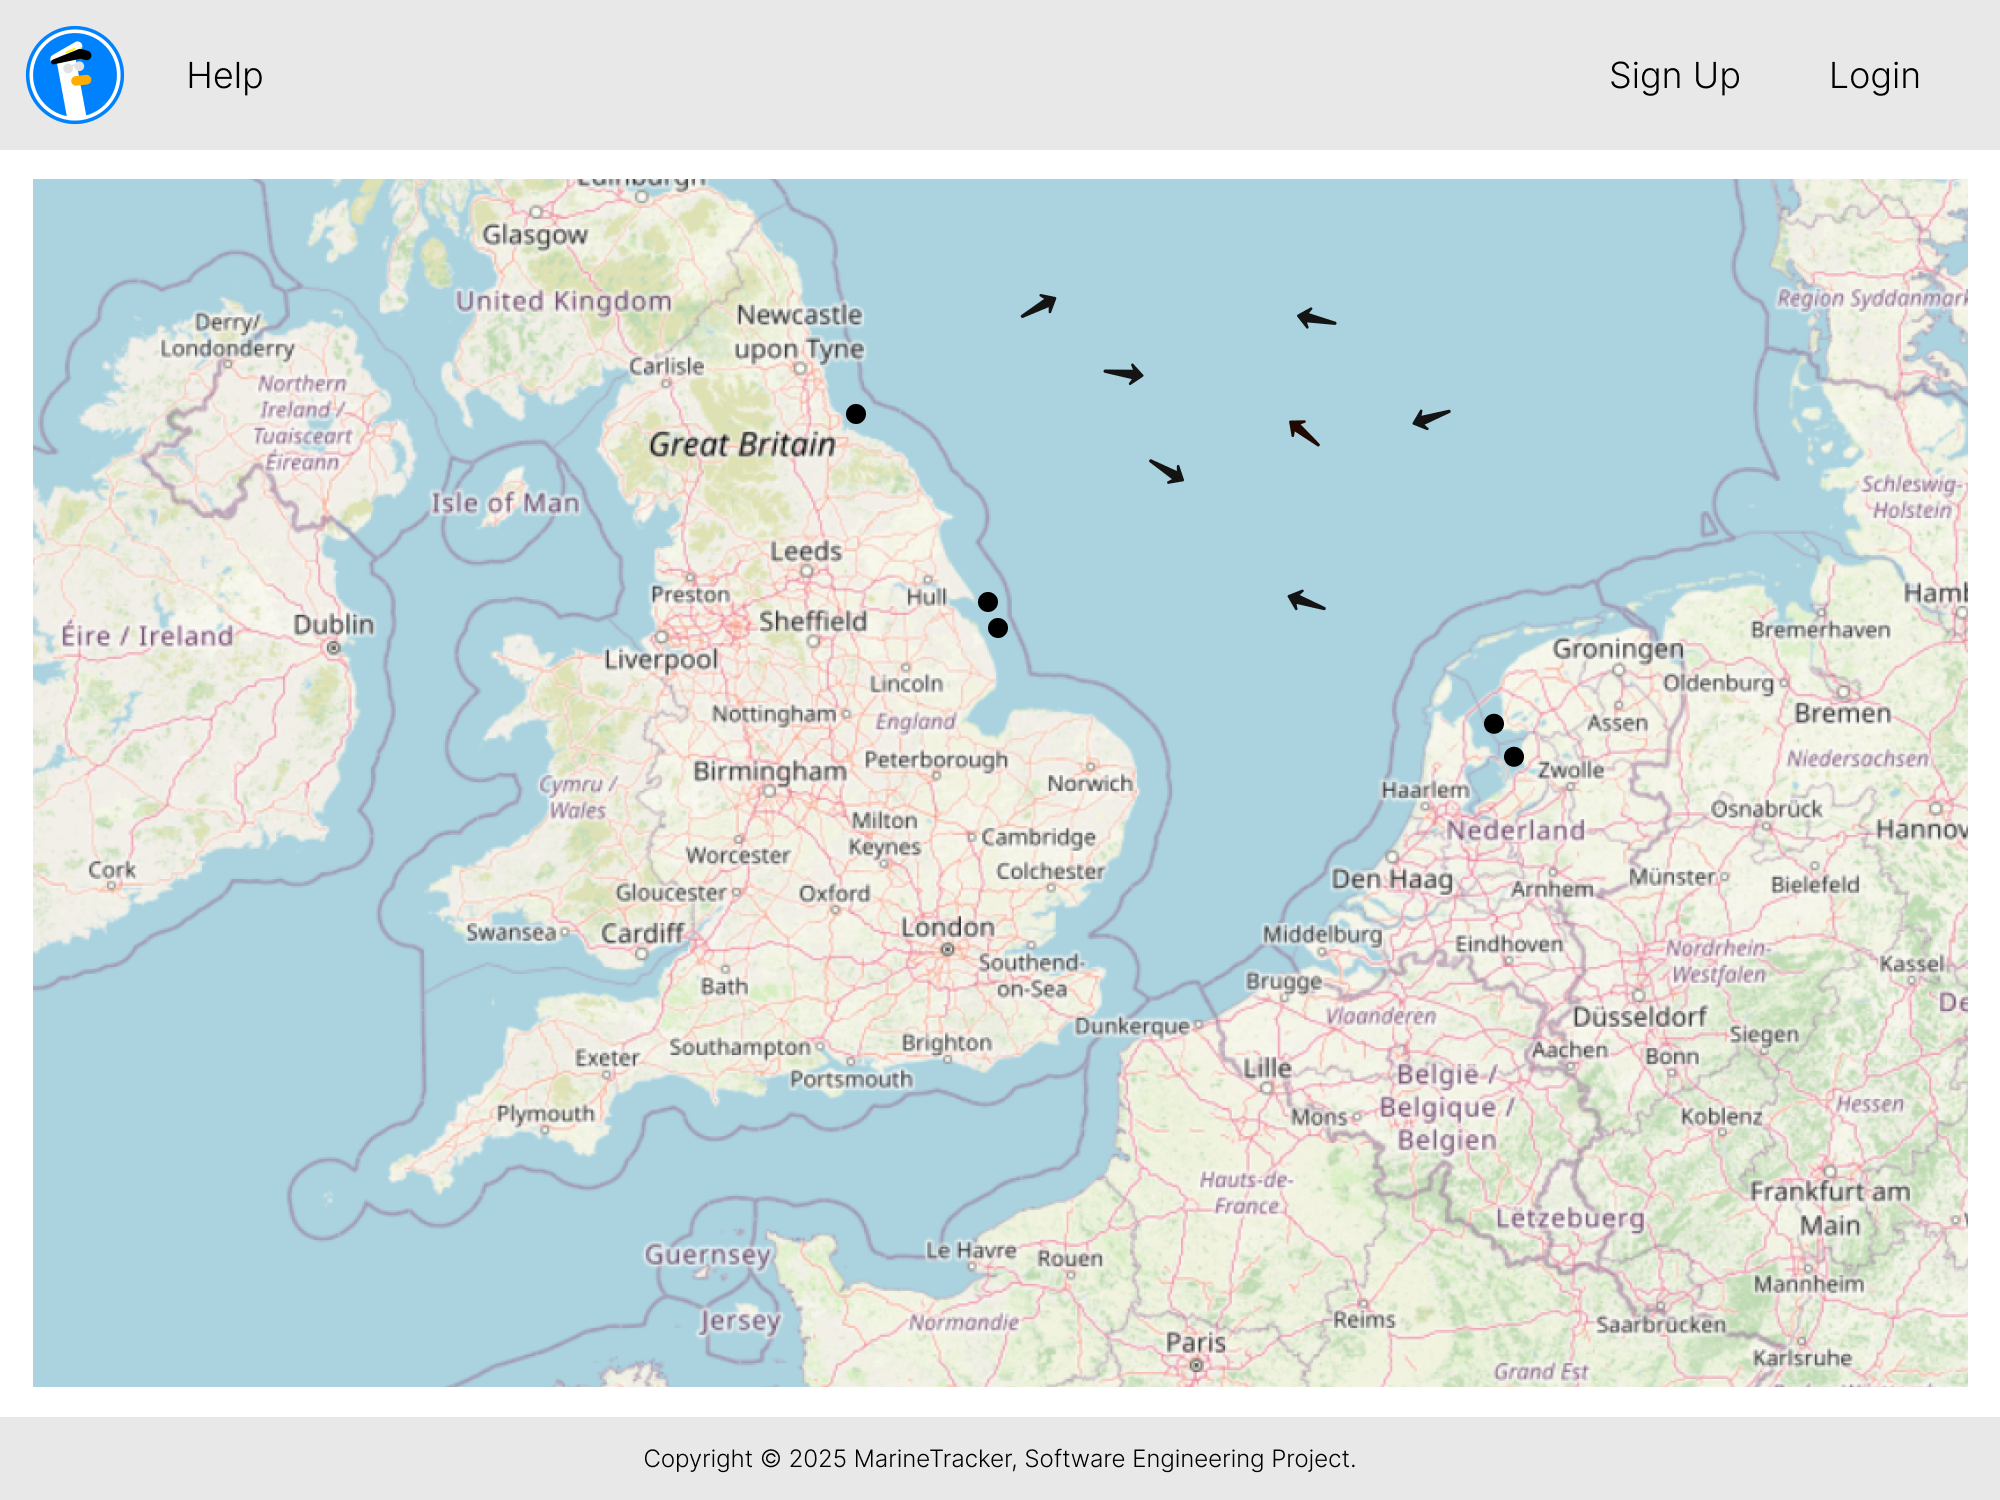 Help
Sign Up
Login
Edinburgh
Glasgow
United Kingdom
Newcastle
upon Tyne
Carlisle
Derry/
Londonderry
Northern
Ireland /
Tuaisceart
Éireann
Great Britain
Isle of Man
Region Syddanmark
Schleswig-
Holstein
Leeds
Preston
Hull
Sheffield
Liverpool
Dublin
Éire / Ireland
Lincoln
Nottingham
England
Peterborough
Birmingham
Norwich
Cymru /
Wales
Milton
Keynes
Cambridge
Worcester
Colchester
Gloucester
Oxford
Cork
Swansea
Cardiff
London
Southend-
on-Sea
Bath
Exeter
Southampton
Brighton
Portsmouth
Plymouth
Hamb
Bremerhaven
Groningen
Oldenburg
Bremen
Assen
Niedersachsen
Zwolle
Haarlem
Osnabrück
Nederland
Hannov
Den Haag
Arnhem
Münster
Bielefeld
Middelburg
Eindhoven
Nordrhein-
Westfalen
Kassel
Brugge
De
Dunkerque
Vlaanderen
Düsseldorf
Siegen
Aachen
Bonn
Lille
België /
Belgique /
Belgien
Mons
Koblenz
Hessen
Hauts-de-
France
Lëtzebuerg
Frankfurt am
Main
Guernsey
Le Havre
Rouen
Mannheim
Jersey
Normandie
Reims
Saarbrücken
Paris
Karlsruhe
Grand Est
Copyright © 2025 MarineTracker, Software Engineering Project.